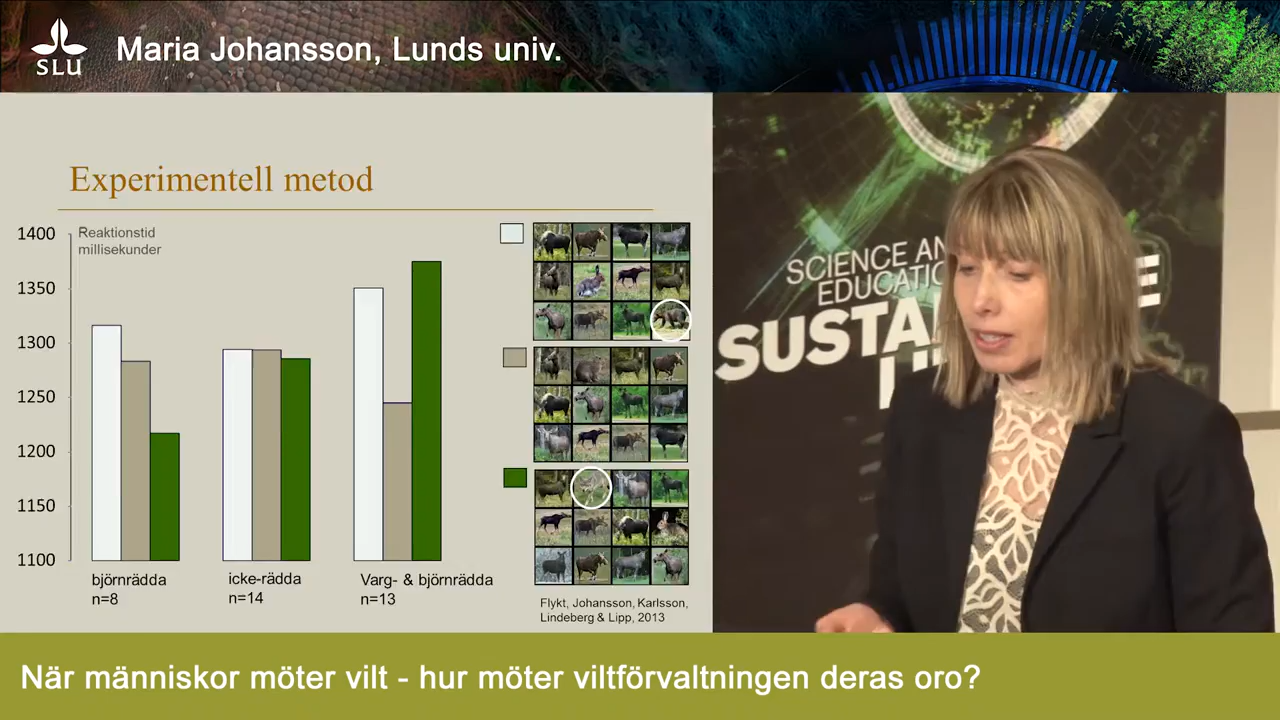 SLU
Maria Johansson, Lunds univ.
Experimentell metod
Reaktionstid
millisekunder
1400
1350
1300
1250
1200
1150
1100
björnrädda
n=8
icke-rädda
n=14
Varg- & björnrädda
n=13
Flykt, Johansson, Karlsson,
Lindeberg & Lipp, 2013
SCIENCE AN
EDUCATIO
SUSTA
E
När människor möter vilt - hur möter viltförvaltningen deras oro?